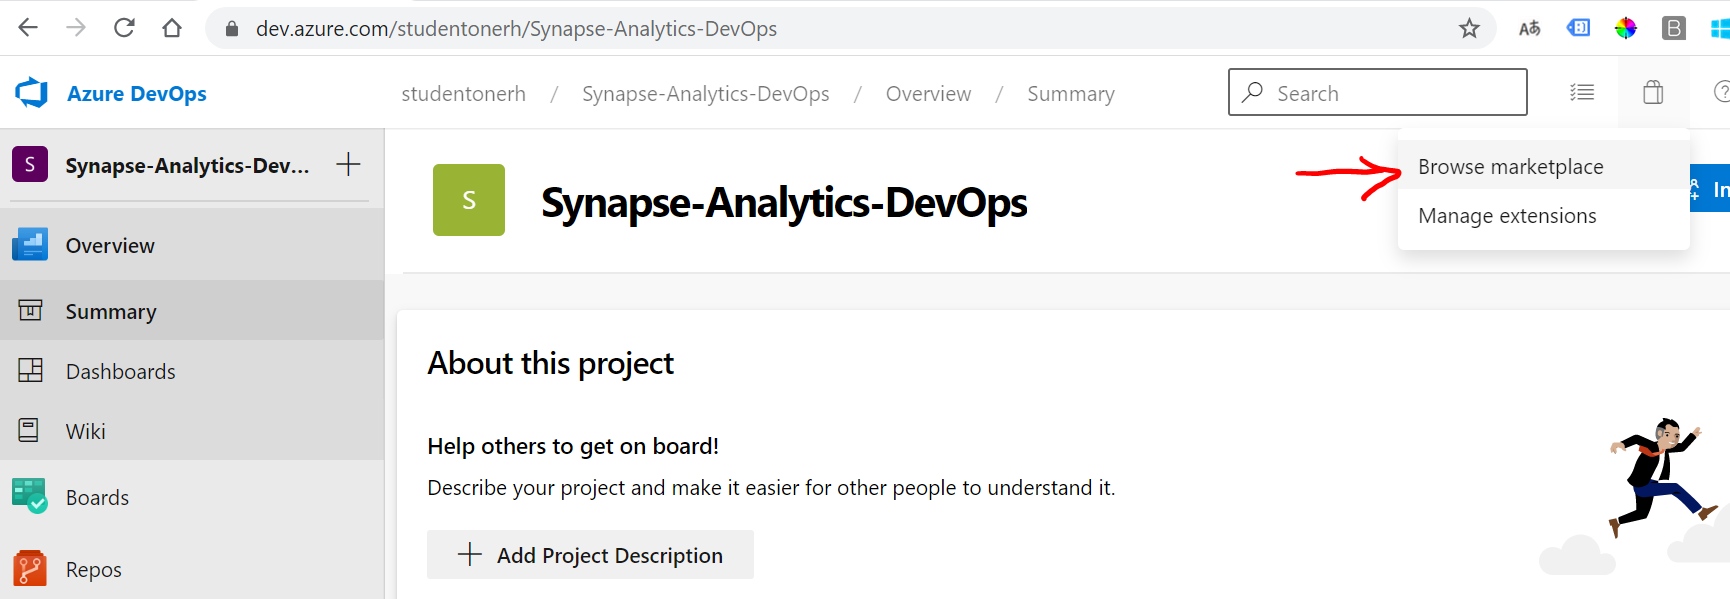 dev.azure.com/studentonerh/Synapse-Analytics-DevOps
Aあ
B
Azure DevOps
studentonerh / Synapse-Analytics-DevOps / Overview / Summary
Search
?
S
Synapse-Analytics-Dev... +
S
Synapse-Analytics-DevOps
Browse marketplace
In
Manage extensions
Overview
Summary
Dashboards
Wiki
Boards
Repos
About this project
Help others to get on board!
Describe your project and make it easier for other people to understand it.
+ Add Project Description